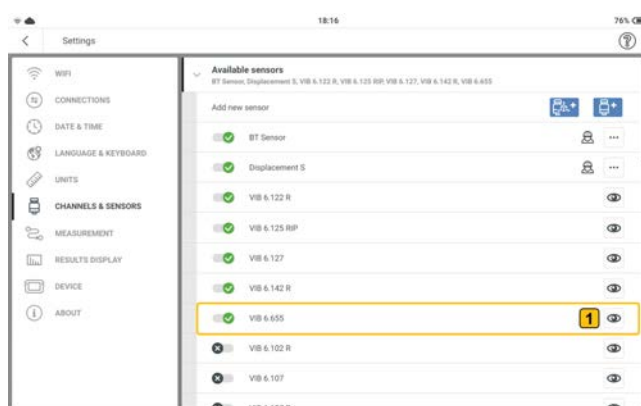 18:16
76%
Settings
?
WIFI
CONNECTIONS
DATE & TIME
LANGUAGE & KEYBOARD
UNITS
CHANNELS & SENSORS
MEASUREMENT
RESULTS DISPLAY
DEVICE
ABOUT
Available sensors
BT Sensor, Displacement S, VIB 6.122 R, VIB 6.125 RIP, VIB 6.127, VIB 6.142 R, VIB 6.655
Add new sensor
BT Sensor
Displacement S
VIB 6.122 R
VIB 6.125 RIP
VIB 6.127
VIB 6.142 R
VIB 6.655
1
VIB 6.102 R
VIB 6.107